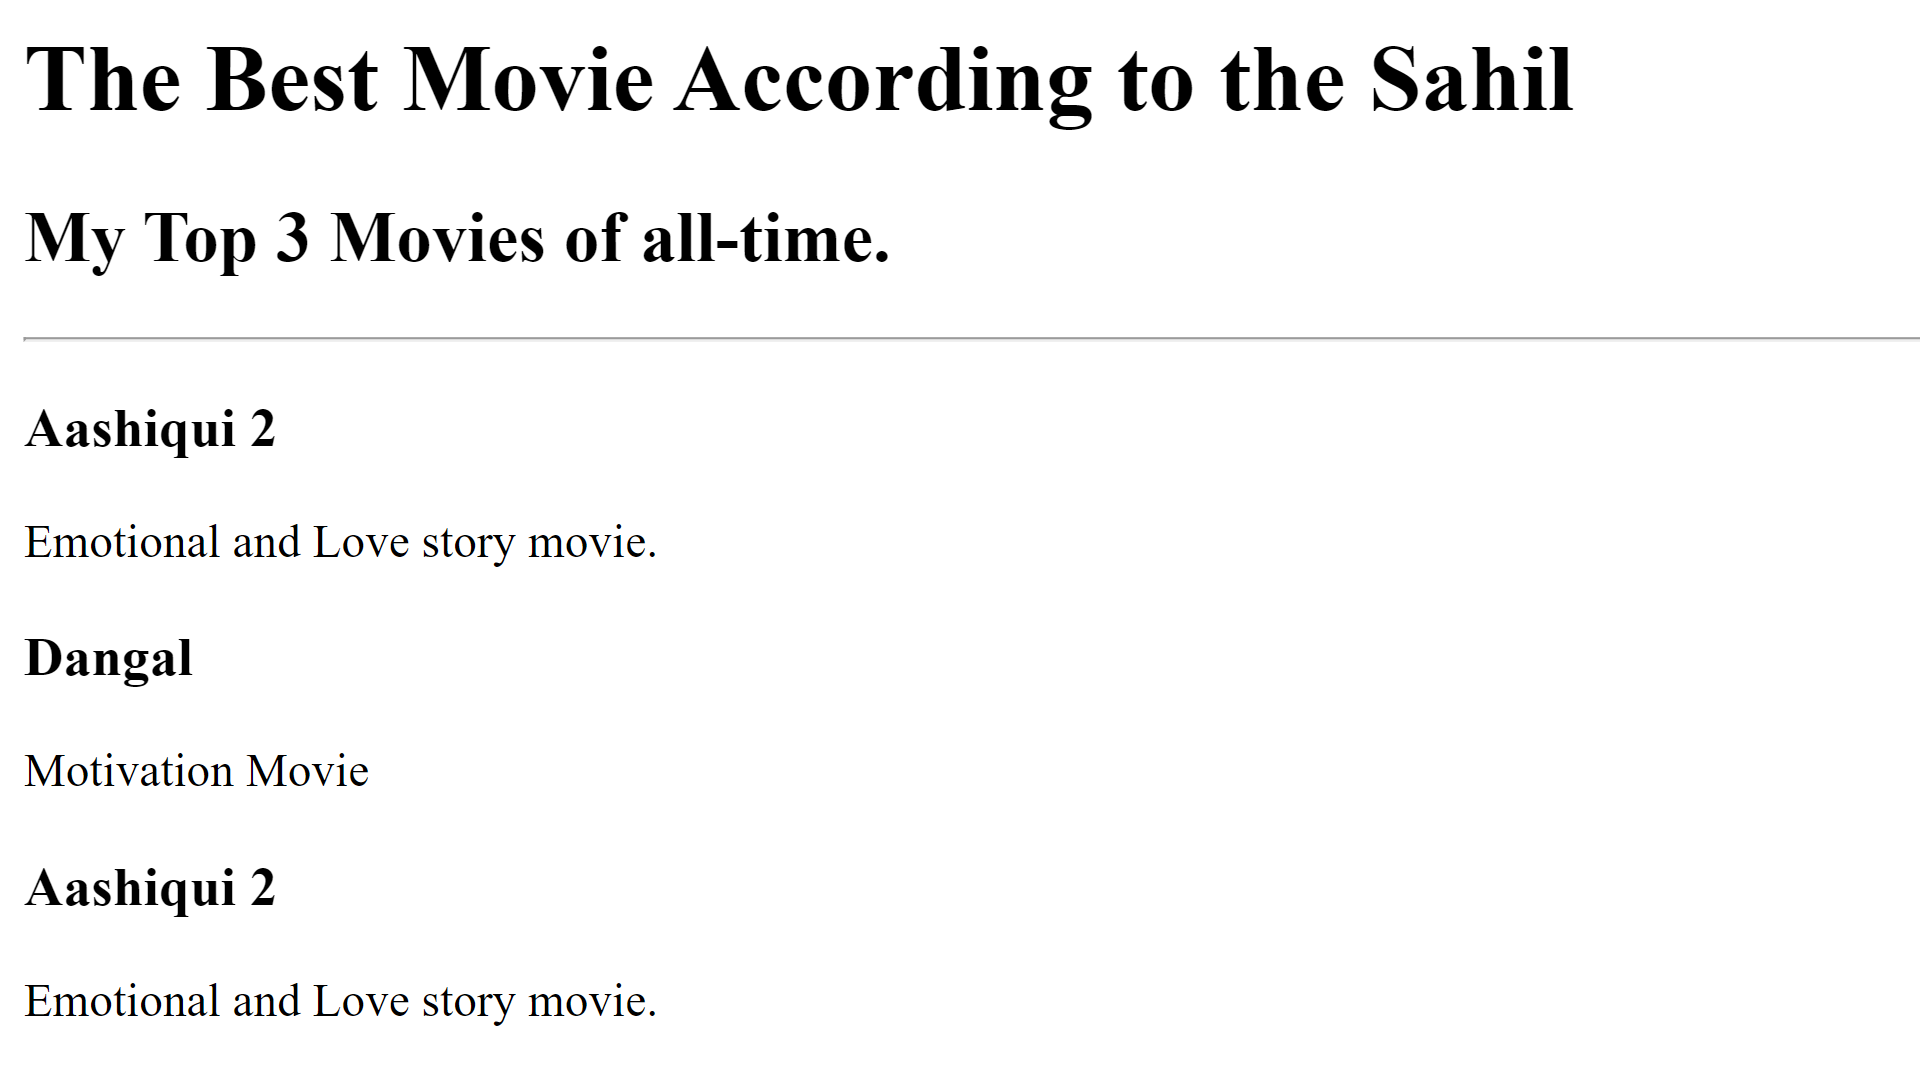 The Best Movie According to the Sahil
My Top 3 Movies of all-time.
Aashiqui 2
Emotional and Love story movie.
Dangal
Motivation Movie
Aashiqui 2
Emotional and Love story movie.